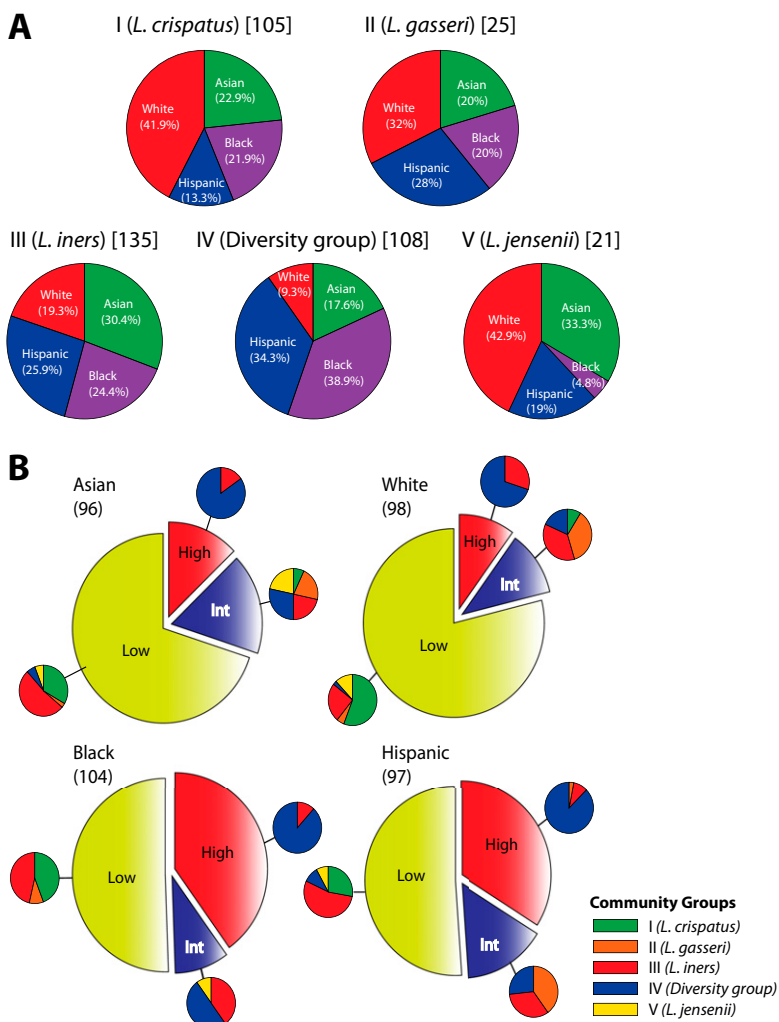 A
I (L. crispatus) [105]
II (L. gasseri) [25]
White
(41.9%)
Asian
(22.9%)
Black
(21.9%)
Hispanic
(13.3%)
White
(32%)
Asian
(20%)
Black
(20%)
Hispanic
(28%)
III (L. iners) [135]
IV (Diversity group) [108]
V (L. jensenii) [21]
White
(19.3%)
Asian
(30.4%)
Hispanic
(25.9%)
Black
(24.4%)
White
(9.3%)
Asian
(17.6%)
Hispanic
(34.3%)
Black
(38.9%)
White
(42.9%)
Asian
(33.3%)
Black
(4.8%)
Hispanic
(19%)
B
Asian
(96)
High
Int
Low
White
(98)
High
Int
Low
Black
(104)
High
Low
Int
Hispanic
(97)
High
Low
Int
Community Groups
I (L. crispatus)
II (L. gasseri)
III (L. iners)
IV (Diversity group)
V (L. jensenii)